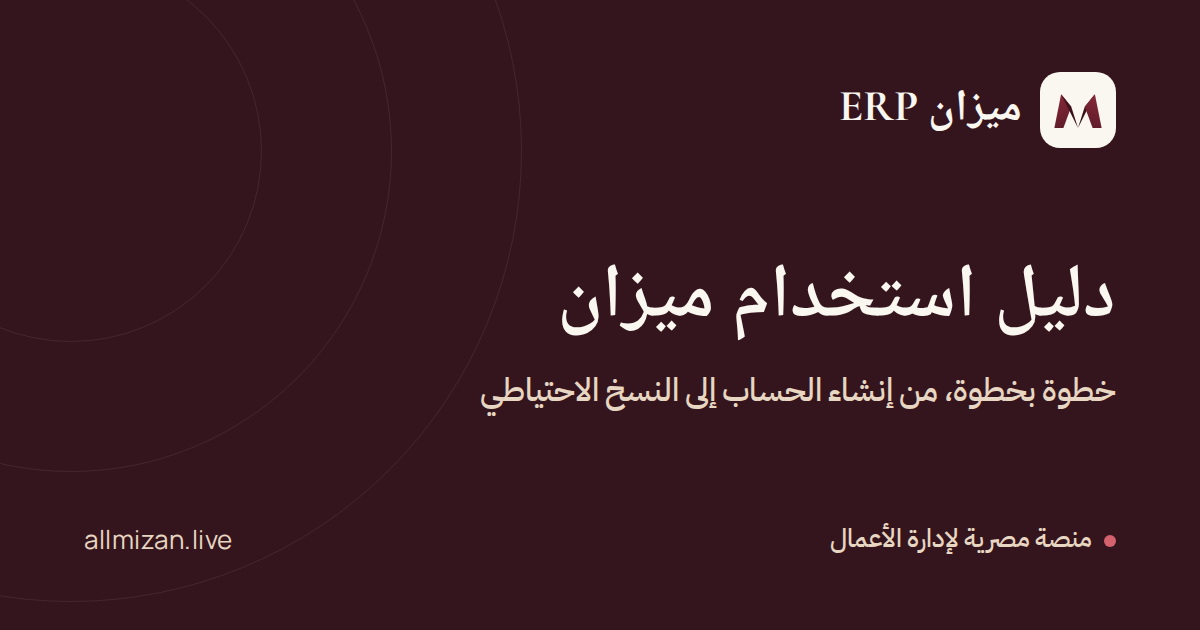 ميزان ERP
دليل استخدام ميزان
خطوة بخطوة، من إنشاء الحساب إلى النسخ الاحتياطي
منصة مصرية لإدارة الأعمال
allmizan.live